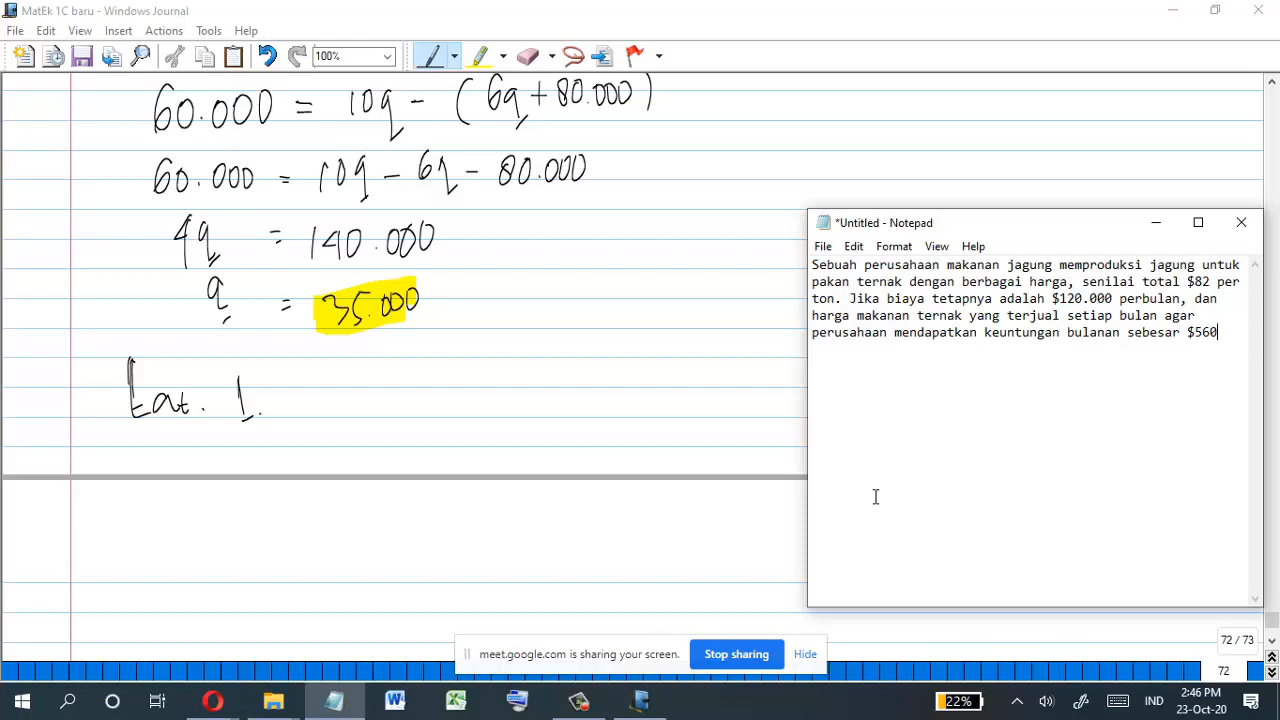 MatEk 1C baru - Windows Journal
File Edit View Insert Actions Tools Help
100%
60.000 = 10q - (6q + 80.000)
60.000 = 10q - 6q - 80.000
4q = 140.000
q = 35.000
Lat. 1.
*Untitled - Notepad
File Edit Format View Help
Sebuah perusahaan makanan jagung memproduksi jagung untuk
pakan ternak dengan berbagai harga, senilai total $82 per
ton. Jika biaya tetapnya adalah $120.000 perbulan, dan
harga makanan ternak yang terjual setiap bulan agar
perusahaan mendapatkan keuntungan bulanan sebesar $560
meet.google.com is sharing your screen. Stop sharing Hide
72 / 73
72
22% IND 2:46 PM
23-Oct-20